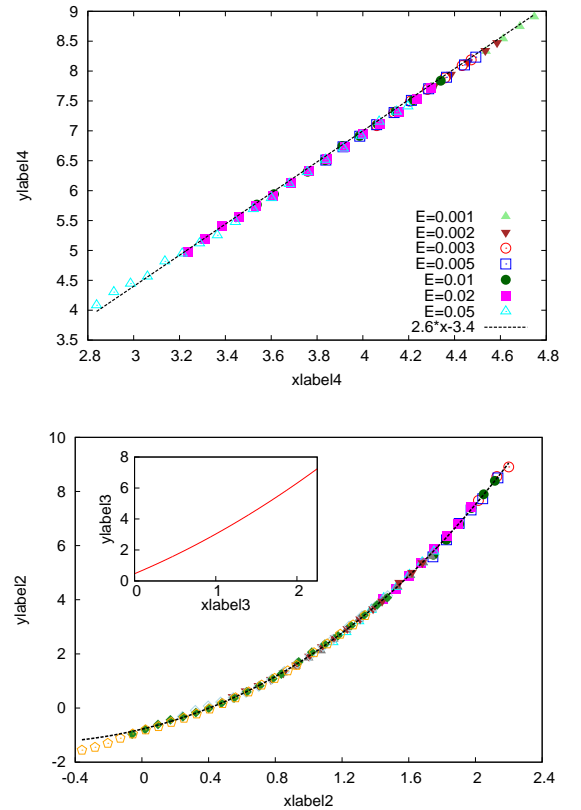 9
8.5
8
7.5
7
6.5
6
5.5
5
4.5
4
3.5
ylabel4
E=0.001
E=0.002
E=0.003
E=0.005
E=0.01
E=0.02
E=0.05
2.6*x-3.4
2.8 3 3.2 3.4 3.6 3.8 4 4.2 4.4 4.6 4.8
xlabel4
10
8
6
4
2
0
-2
ylabel2
8
6
4
2
0
ylabel3
0 1 2
xlabel3
-0.4 0 0.4 0.8 1.2 1.6 2 2.4
xlabel2